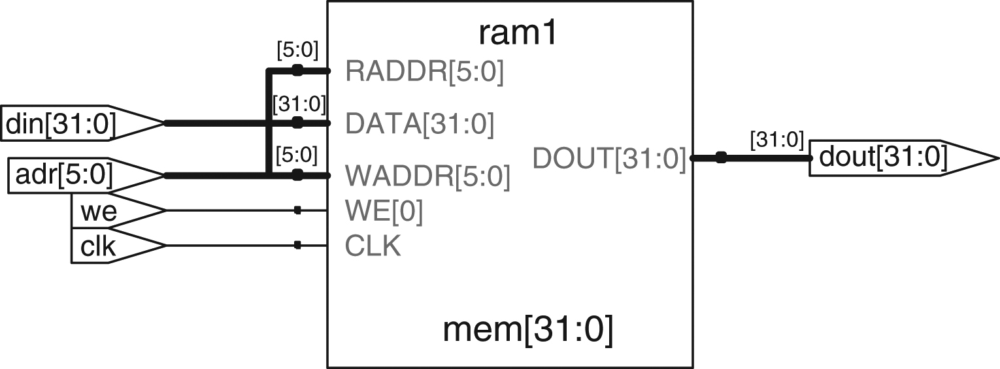 ram1
[5:0]
RADDR[5:0]
[31:0]
din[31:0]
DATA[31:0]
[5:0]
adr[5:0]
WADDR[5:0]
we
WE[0]
clk
CLK
DOUT[31:0]
[31:0]
dout[31:0]
mem[31:0]